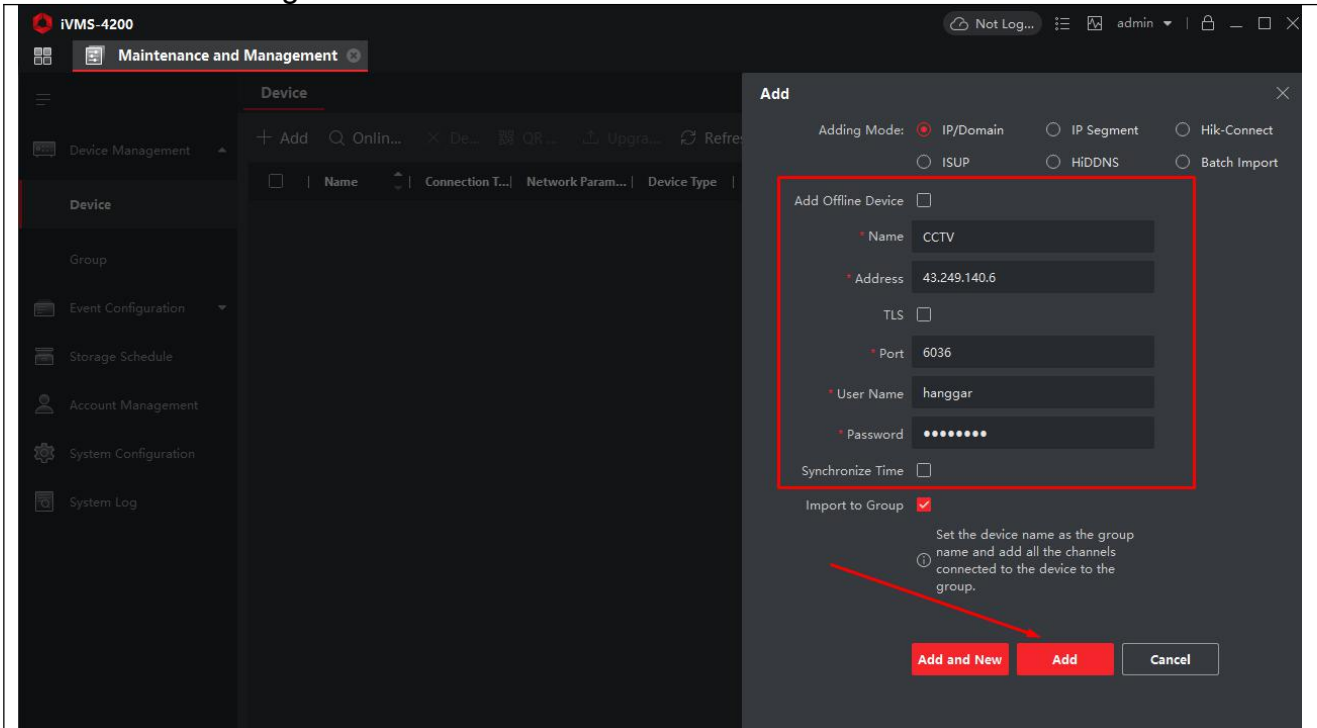 iVMS-4200
Not Log... admin
Maintenance and Management
Device
Add
Adding Mode: IP/Domain IP Segment Hik-Connect
ISUP HiDDNS Batch Import
Add Onlin... De... QR ... Upgra... Refre
Device Management
Name Connection T... Network Param... Device Type
Device
Group
Event Configuration
Storage Schedule
Account Management
System Configuration
System Log
Add Offline Device
* Name CCTV
* Address 43.249.140.6
TLS
* Port 6036
* User Name hanggar
* Password ••••••••
Synchronize Time
Import to Group
Set the device name as the group
name and add all the channels
connected to the device to the
group.
Add and New Add Cancel